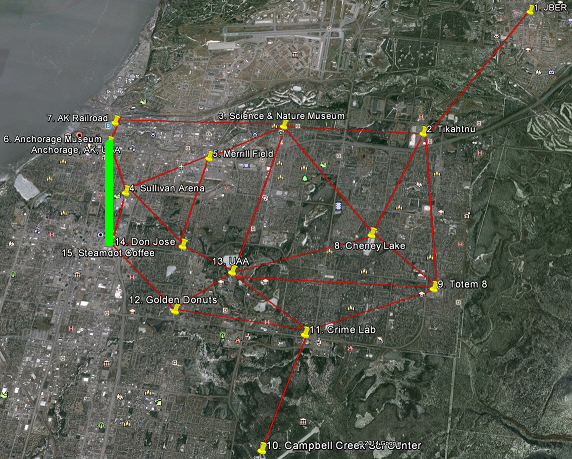 1. JBER
3. Science & Nature Museum
7. AK Railroad
2. Tikahtnu
6. Anchorage Museum
Anchorage, AK, USA
5. Merrill Field
4. Sullivan Arena
14. Don Jose
8. Cheney Lake
15. Steamdot Coffee
13. UAA
9. Totem 8
12. Golden Donuts
11. Crime Lab
10. Campbell Creek Sci Center